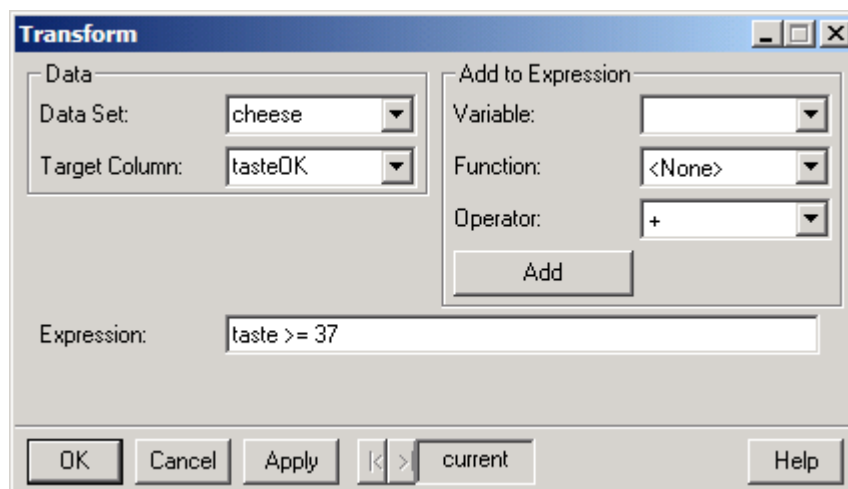 Transform
Data
Data Set: cheese
Target Column: tasteOK
Add to Expression
Variable:
Function: <None>
Operator: +
Add
Expression: taste >= 37
OK Cancel Apply current Help